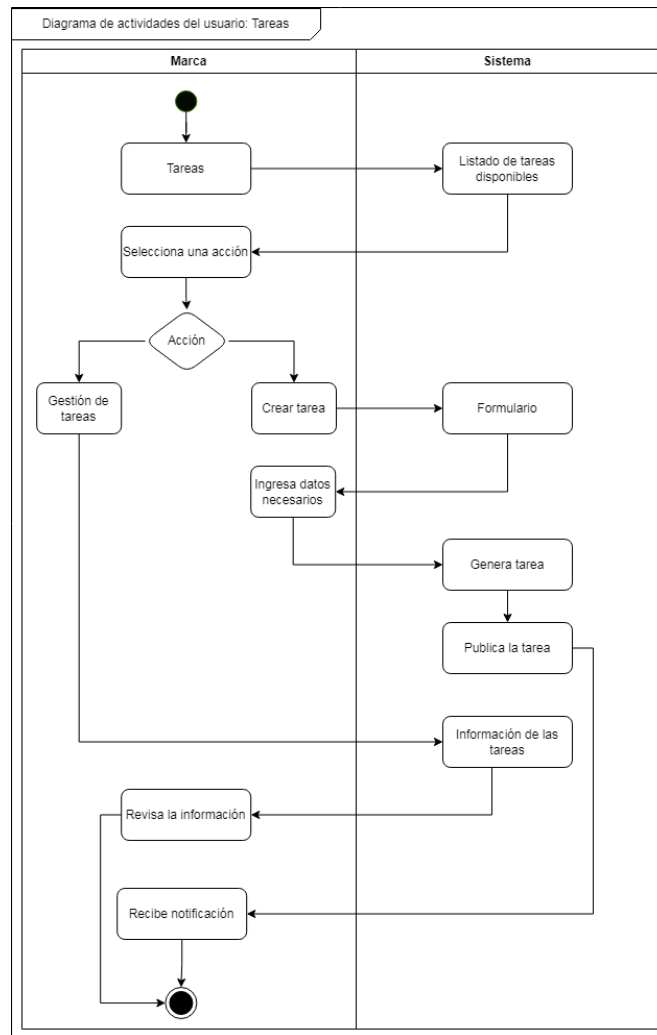 Diagrama de actividades del usuario: Tareas
Marca
Sistema
Tareas
Listado de tareas
disponibles
Selecciona una acción
Acción
Gestión de
tareas
Crear tarea
Formulario
Ingresa datos
necesarios
Genera tarea
Publica la tarea
Información de las
tareas
Revisa la información
Recibe notificación